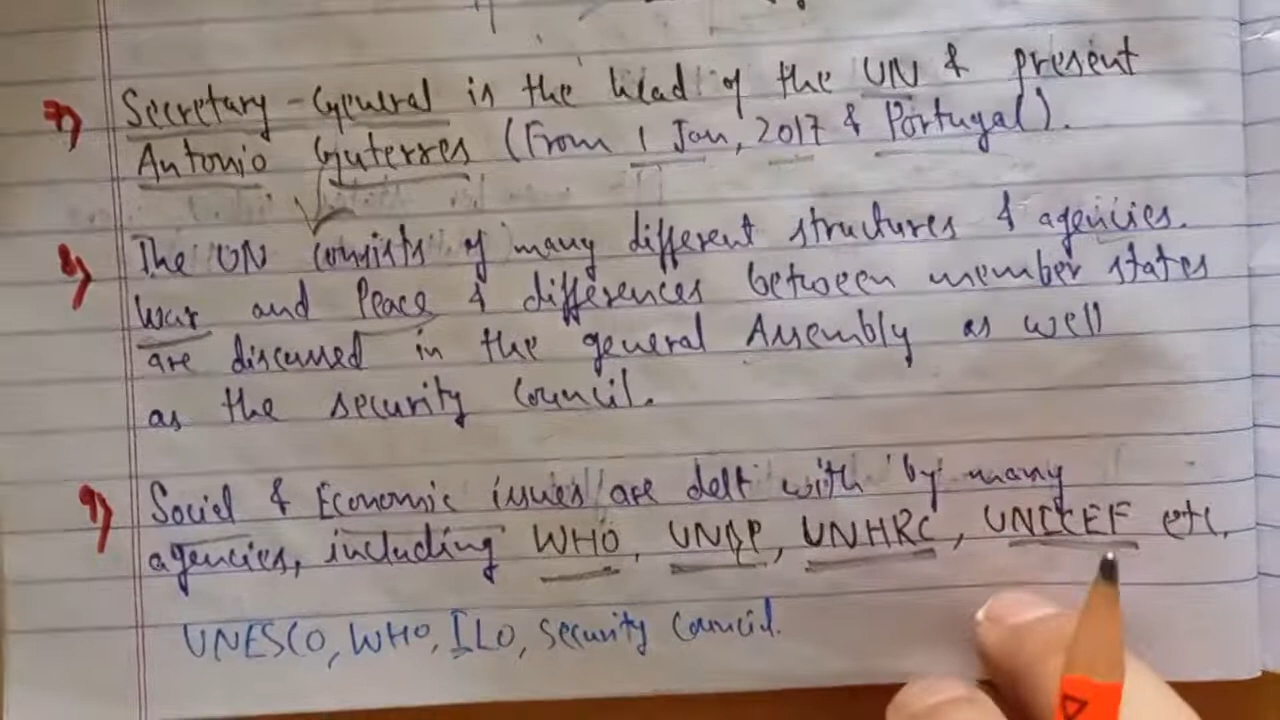 7) Secretary-General is the head of the UN & present
Antonio Guterres (From 1 Jan, 2017 & Portugal).
8) The UN consists of many different structures & agencies.
War and Peace & differences between member states
are discussed in the general Assembly as well
as the security Council.
9) Social & Economic issues are delt with by many
agencies, including WHO, UNDP, UNHRC, UNICEF etc.
UNESCO, WHO, ILO, Security Council.